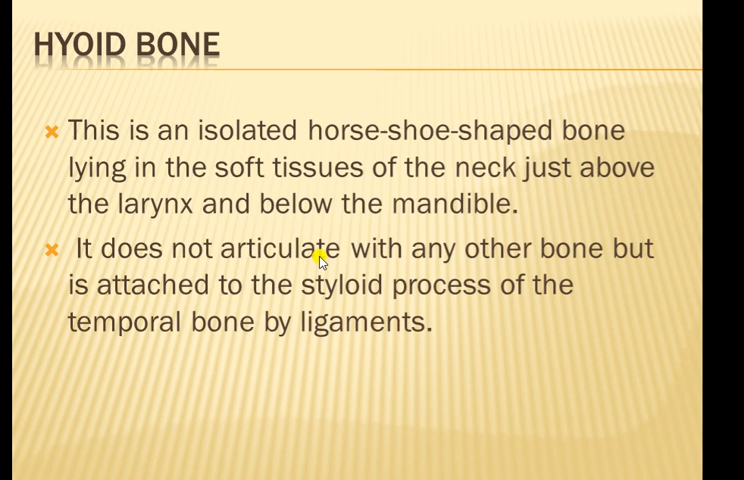 HYOID BONE
This is an isolated horse-shoe-shaped bone
lying in the soft tissues of the neck just above
the larynx and below the mandible.
It does not articulate with any other bone but
is attached to the styloid process of the
temporal bone by ligaments.